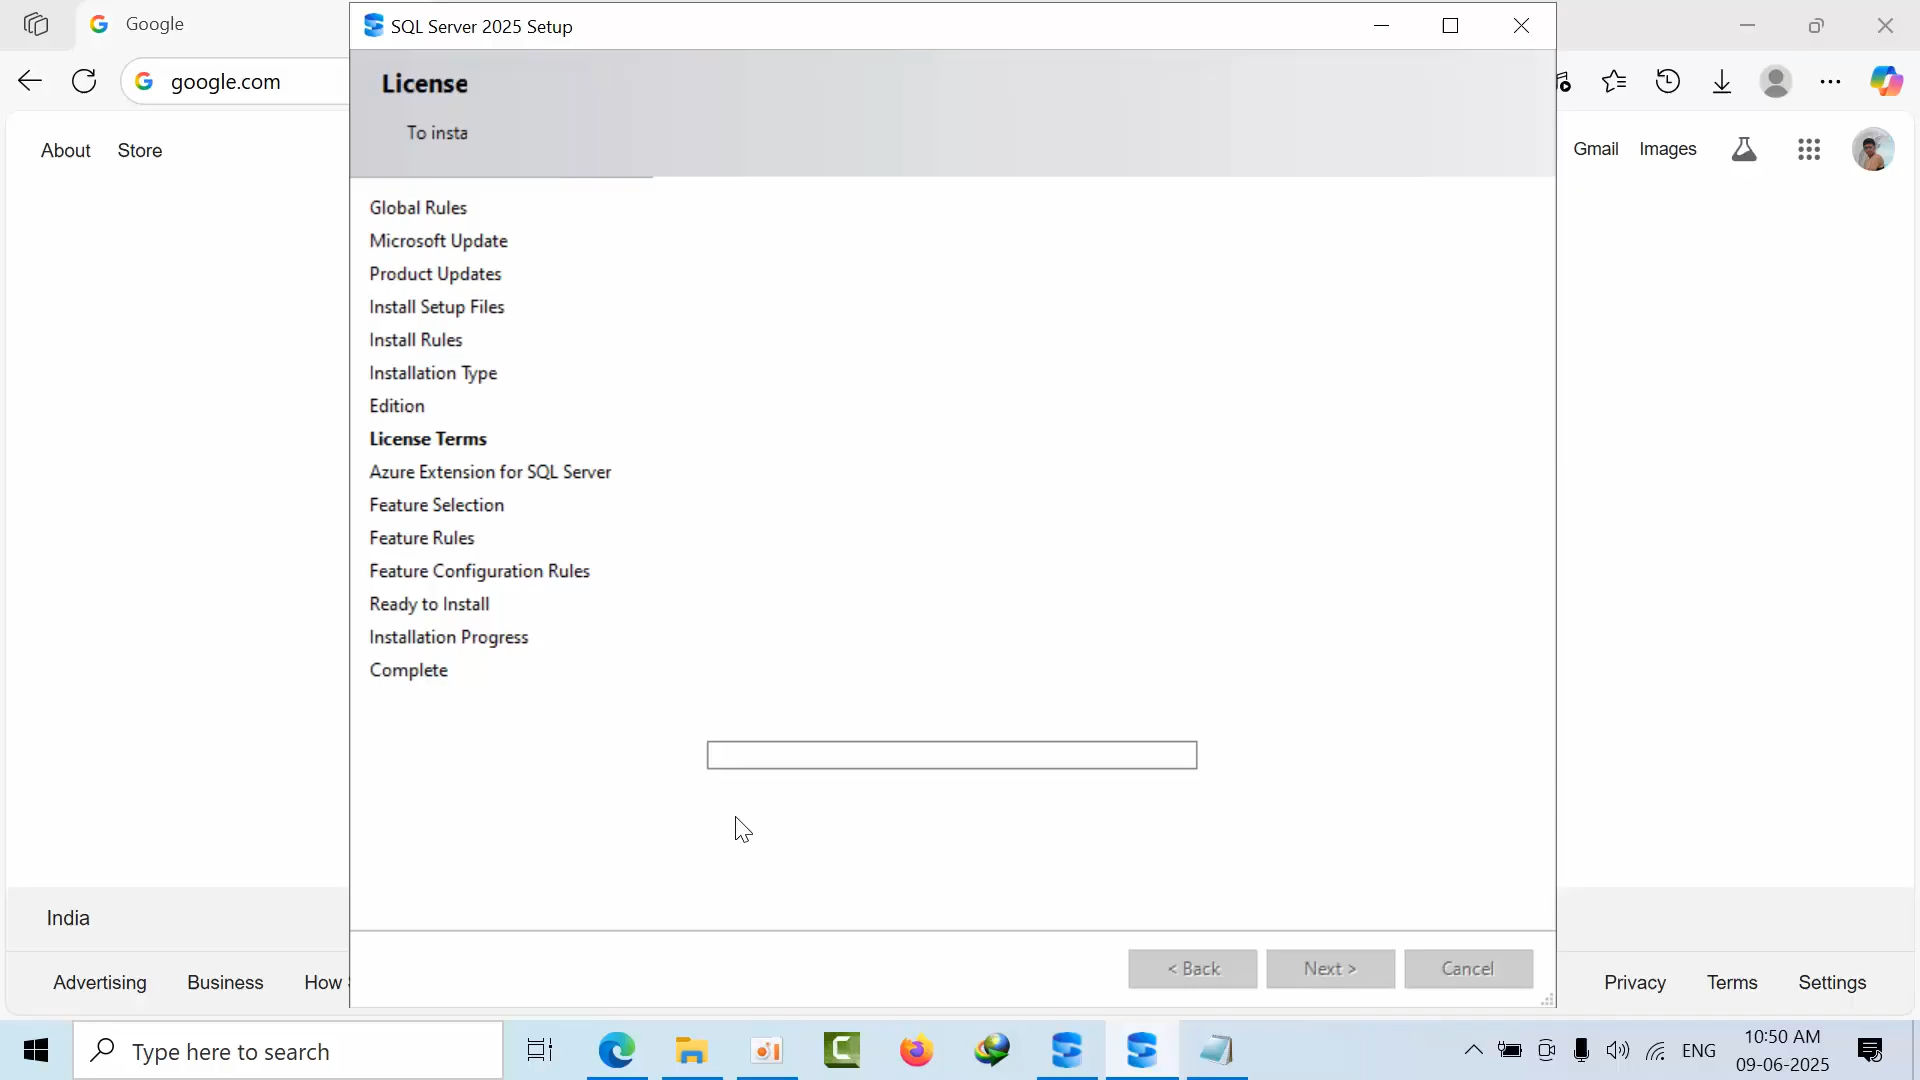 Google
SQL Server 2025 Setup
google.com
License
To insta
About
Store
Gmail
Images
Global Rules
Microsoft Update
Product Updates
Install Setup Files
Install Rules
Installation Type
Edition
License Terms
Azure Extension for SQL Server
Feature Selection
Feature Rules
Feature Configuration Rules
Ready to Install
Installation Progress
Complete
India
< Back
Next >
Cancel
Advertising
Business
How
Privacy
Terms
Settings
Type here to search
ENG
10:50 AM
09-06-2025